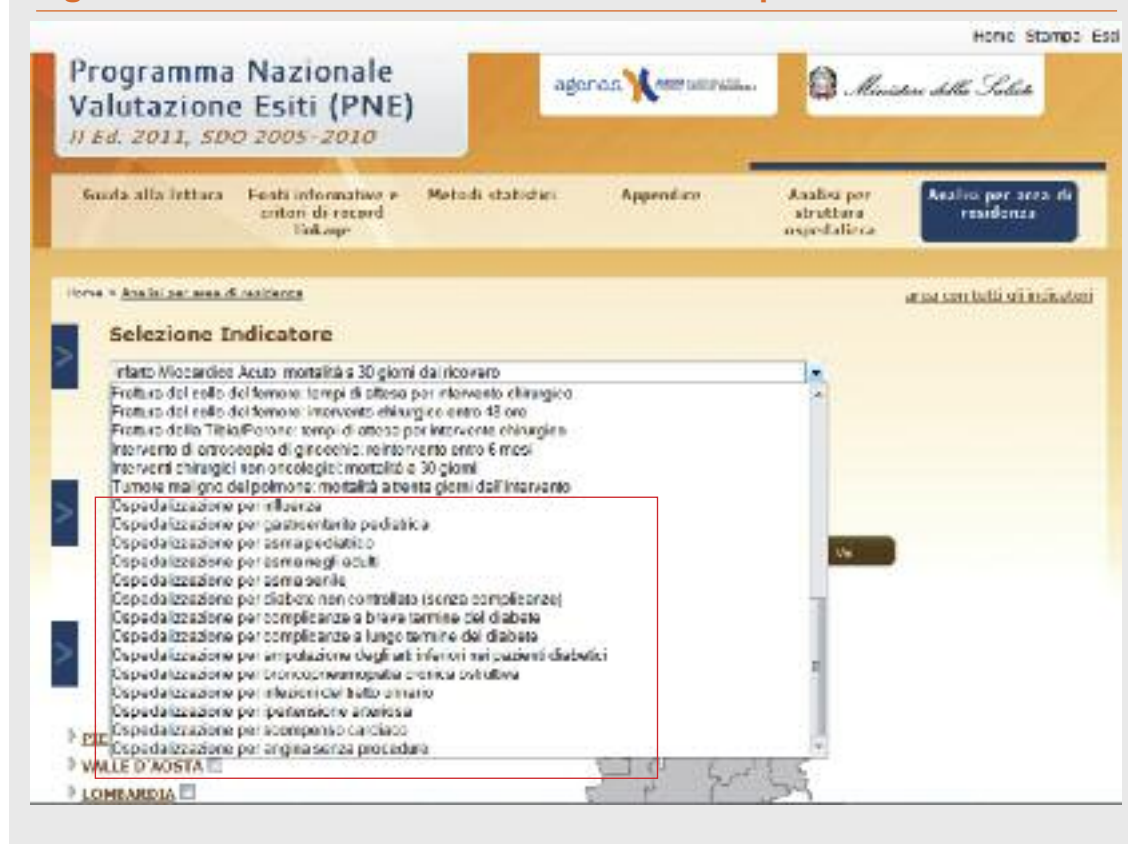 Home Stampa Esci
Programma Nazionale
Valutazione Esiti (PNE)
II Ed. 2011, SDO 2005-2010
agenas
Ministero della Salute
Guida alla lettura
Fonti informative e
criteri di record
linkage
Metodi statistici
Appendice
Analisi per
struttura
ospedaliera
Analisi per area di
residenza
Home » Analisi per area di residenza
area con tutti gli indicatori
Selezione Indicatore
Infarto Miocardico Acuto: mortalità a 30 giorni dal ricovero
Frattura del collo del femore: tempi di attesa per intervento chirurgico
Frattura del collo del femore: intervento chirurgico entro 48 ore
Frattura della Tibia/Perone: tempi di attesa per intervento chirurgico
Intervento di artroscopia di ginocchio: reintervento entro 6 mesi
Interventi chirurgici non oncologici: mortalità a 30 giorni
Tumore maligno del polmone: mortalità a trenta giorni dall'intervento
Ospedalizzazione per influenza
Ospedalizzazione per gastroenterite pediatrica
Ospedalizzazione per asma pediatrico
Ospedalizzazione per asma negli adulti
Ospedalizzazione per asma senile
Ospedalizzazione per diabete non controllato (senza complicanze)
Ospedalizzazione per complicanze a breve termine del diabete
Ospedalizzazione per complicanze a lungo termine del diabete
Ospedalizzazione per amputazione degli arti inferiori nei pazienti diabetici
Ospedalizzazione per broncopneumopatia cronica ostruttiva
Ospedalizzazione per infezioni del tratto urinario
Ospedalizzazione per ipertensione arteriosa
Ospedalizzazione per scompenso cardiaco
Ospedalizzazione per angina senza procedure
Vai
PIE
VALLE D'AOSTA
LOMBARDIA